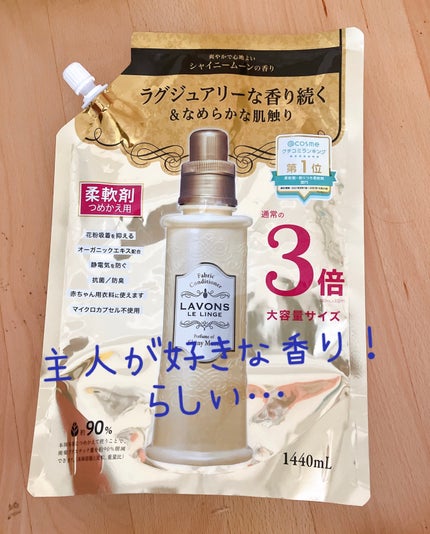 爽やかで心地よい
シャイニームーンの香り
ラグジュアリーな香り続く
&なめらかな肌触り
@cosme
クチコミランキング
第1位
柔軟剤
つめかえ用
花粉吸着を抑える
オーガニックエキス配合
静電気を防ぐ
抗菌/防臭
赤ちゃん用衣料に使えます
マイクロカプセル不使用
通常の
3倍
大容量サイズ
Fabric
Conditioner
LAVONS
LE LINGE
Perfume of
Shiny Moon
主人が好きな香り!
らしい…
約90%
1440mL